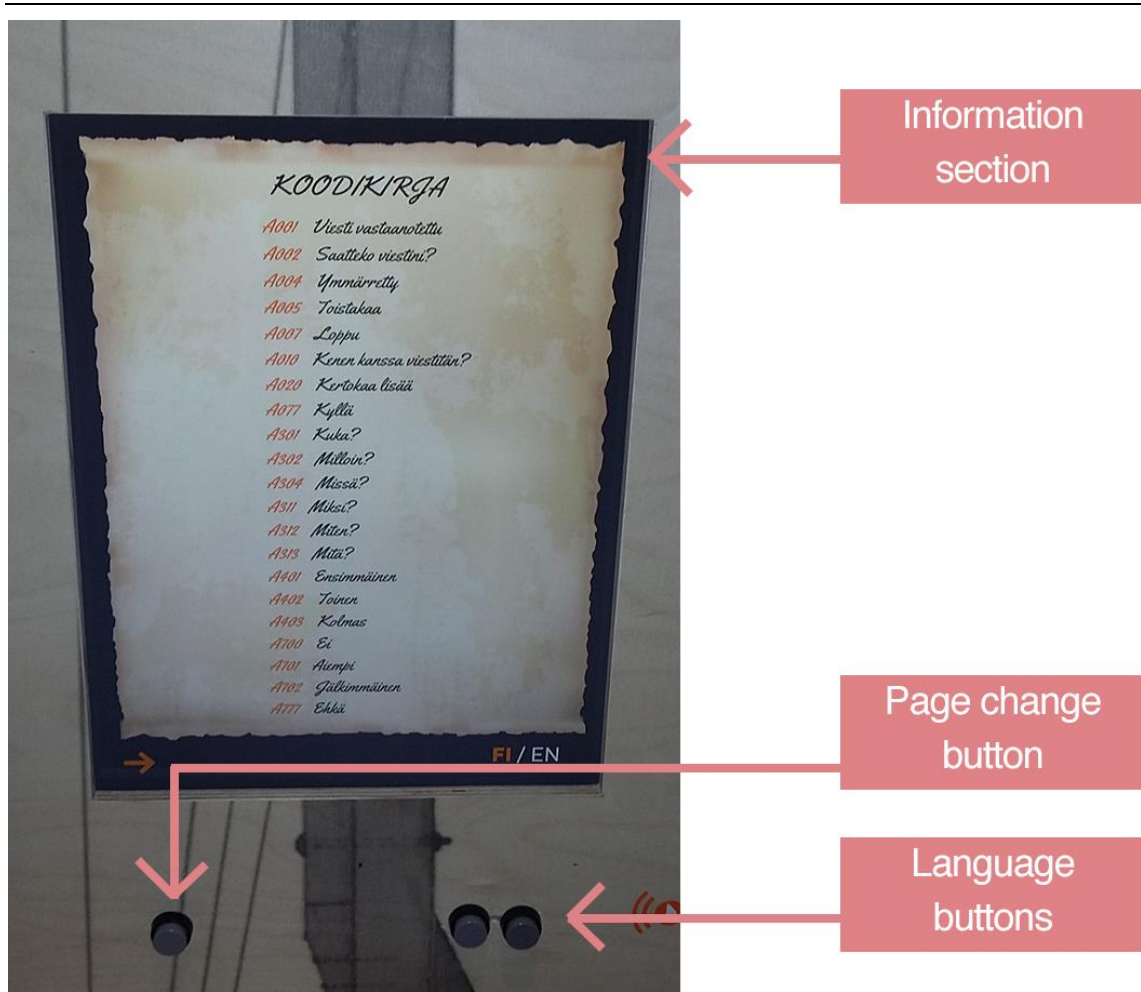 KOODIKIRJA
A001 Viesti vastaanotettu
A002 Saatteko viestini?
A004 Ymmärretty
A005 Toistakaa
A007 Loppu
A010 Kenen kanssa viestitän?
A020 Kertokaa lisää
A077 Kyllä
A301 Kuka?
A302 Milloin?
A304 Missä?
A311 Miksi?
A312 Miten?
A313 Mitä?
A401 Ensimmäinen
A402 Toinen
A403 Kolmas
A700 Ei
A701 Aiempi
A702 Jälkimmäinen
A777 Ehkä
FI / EN
Information
section
Page change
button
Language
buttons